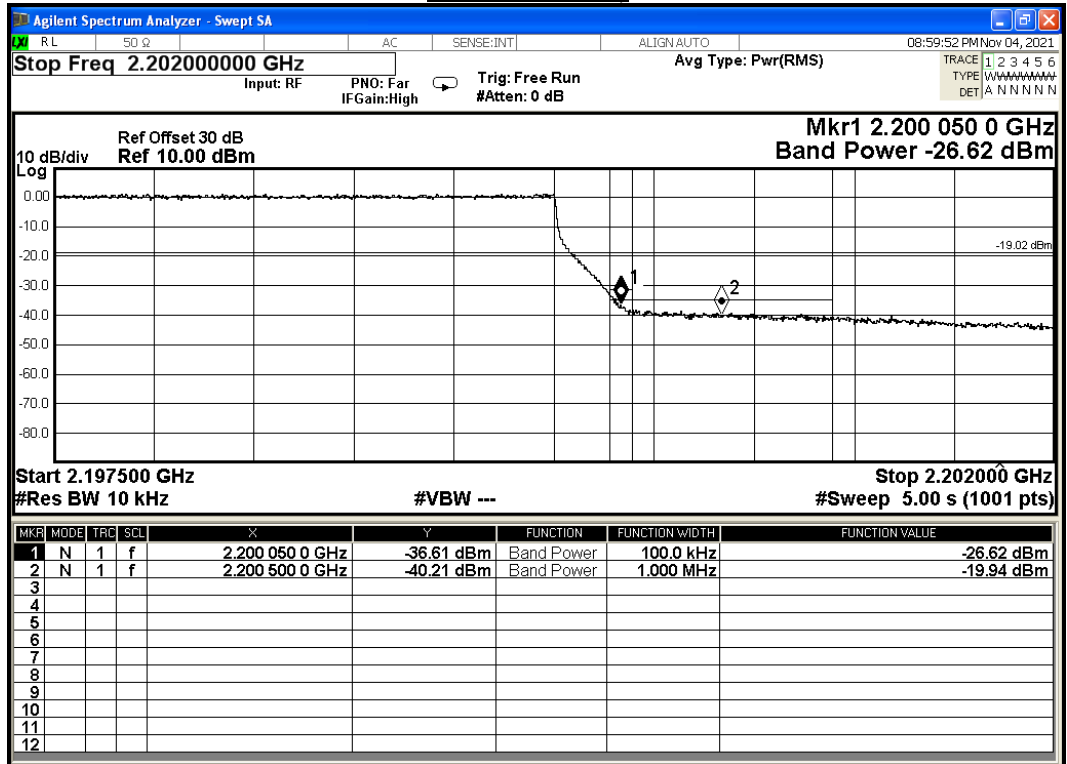 Agilent Spectrum Analyzer - Swept SA
LXI RL 50 Ω AC SENSE:INT ALIGN AUTO 08:59:52 PM Nov 04, 2021
Stop Freq 2.202000000 GHz
Input: RF
PNO: Far
IFGain:High
Trig: Free Run
#Atten: 0 dB
Avg Type: Pwr(RMS)
TRACE 1 2 3 4 5 6
TYPE WWWWWW
DET A N N N N N
Mkr1 2.200 050 0 GHz
Band Power -26.62 dBm
Ref Offset 30 dB
10 dB/div Ref 10.00 dBm
Log
0.00
-10.0
-19.02 dBm
-20.0
-30.0
1
2
-40.0
-50.0
-60.0
-70.0
-80.0
Start 2.197500 GHz Stop 2.202000 GHz
#Res BW 10 kHz #VBW --- #Sweep 5.00 s (1001 pts)
MKR MODE TRC SCL X Y FUNCTION FUNCTION WIDTH FUNCTION VALUE
1 N 1 f 2.200 050 0 GHz -36.61 dBm Band Power 100.0 kHz -26.62 dBm
2 N 1 f 2.200 500 0 GHz -40.21 dBm Band Power 1.000 MHz -19.94 dBm
3
4
5
6
7
8
9
10
11
12